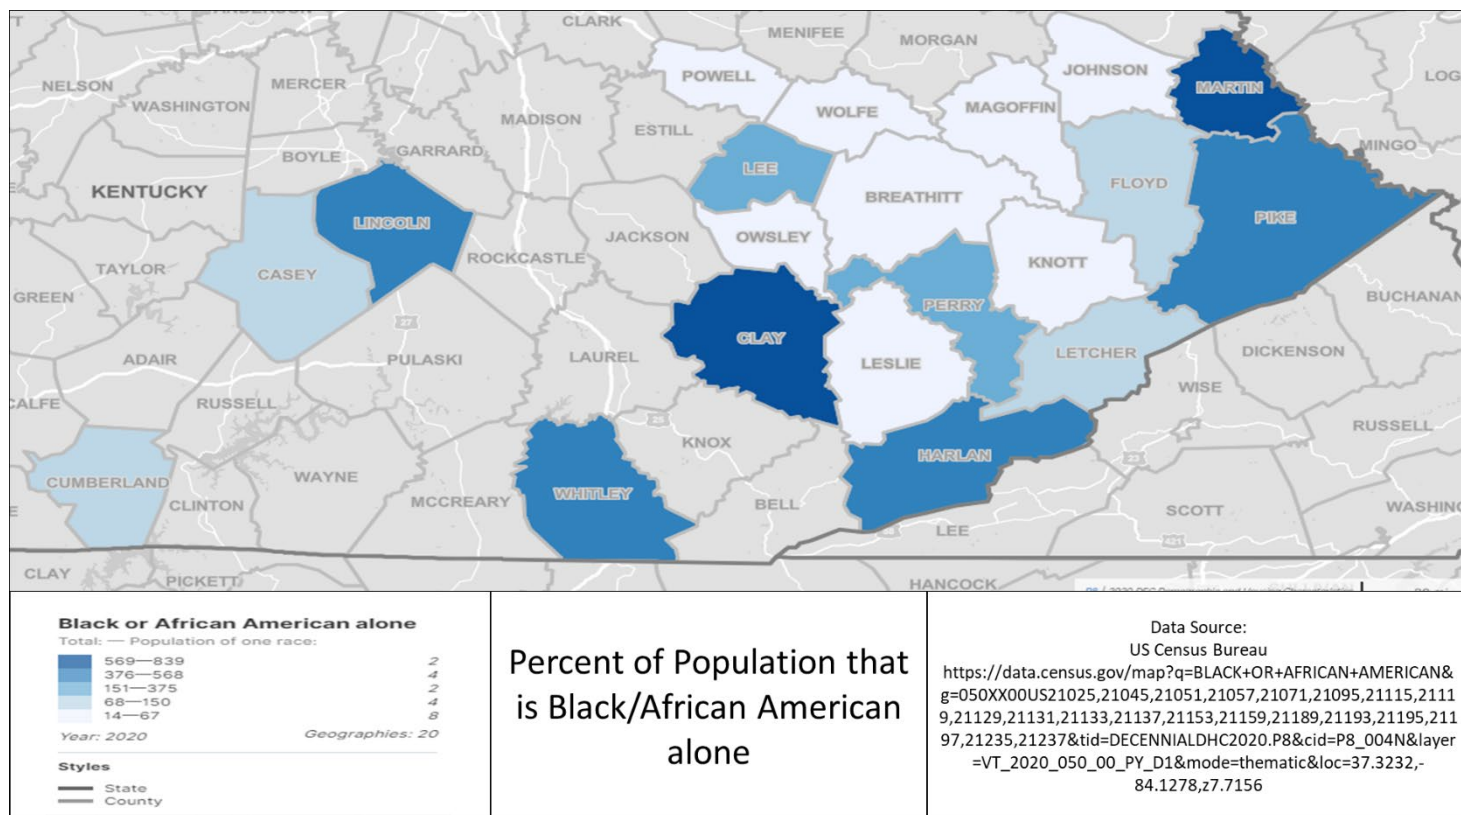 CLARK
MENIFEE
MORGAN
NELSON
MERCER
POWELL
JOHNSON
MARTIN
LOG
WASHINGTON
MADISON
WOLFE
MAGOFFIN
ESTILL
BOYLE
GARRARD
MINGO
KENTUCKY
LEE
FLOYD
LINCOLN
BREATHITT
PIKE
OWSLEY
JACKSON
ROCKCASTLE
TAYLOR
CASEY
KNOTT
GREEN
BUCHANAN
PERRY
27
CLAY
ADAIR
PULASKI
LAUREL
LESLIE
LETCHER
DICKENSON
WISE
CALFE
RUSSELL
25
KNOX
RUSSELL
HARLAN
23
CUMBERLAND
WAYNE
MCCREARY
WHITLEY
CLINTON
BELL
LEE
SCOTT
WASHING
421
CLAY
PICKETT
HANCOCK
Black or African American alone
Total: — Population of one race:
569—839 2
376—568 4
151—375 2
68—150 4
14—67 8
Year: 2020 Geographies: 20
Styles
State
County
Percent of Population that
is Black/African American
alone
Data Source:
US Census Bureau
https://data.census.gov/map?q=BLACK+OR+AFRICAN+AMERICAN&
g=050XX00US21025,21045,21051,21057,21071,21095,21115,2111
9,21129,21131,21133,21137,21153,21159,21189,21193,21195,211
97,21235,21237&tid=DECENNIALDHC2020.P8&cid=P8_004N&layer
=VT_2020_050_00_PY_D1&mode=thematic&loc=37.3232,-
84.1278,z7.7156